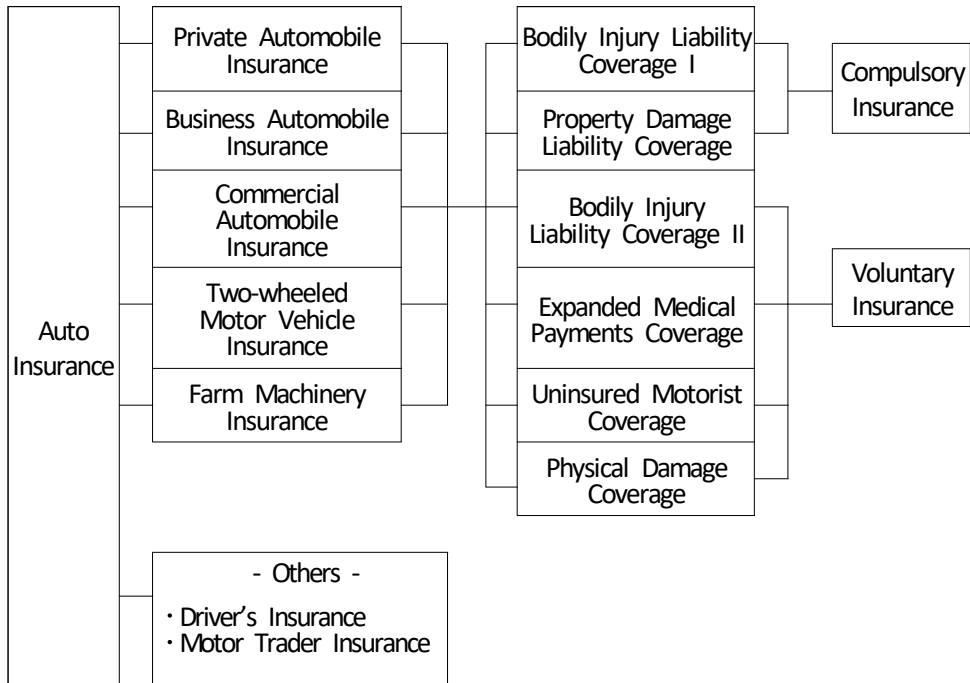 Auto
Insurance
Private Automobile
Insurance
Business Automobile
Insurance
Commercial
Automobile
Insurance
Two-wheeled
Motor Vehicle
Insurance
Farm Machinery
Insurance
- Others -
・Driver's Insurance
・Motor Trader Insurance
Bodily Injury Liability
Coverage I
Property Damage
Liability Coverage
Bodily Injury
Liability Coverage II
Expanded Medical
Payments Coverage
Uninsured Motorist
Coverage
Physical Damage
Coverage
Compulsory
Insurance
Voluntary
Insurance